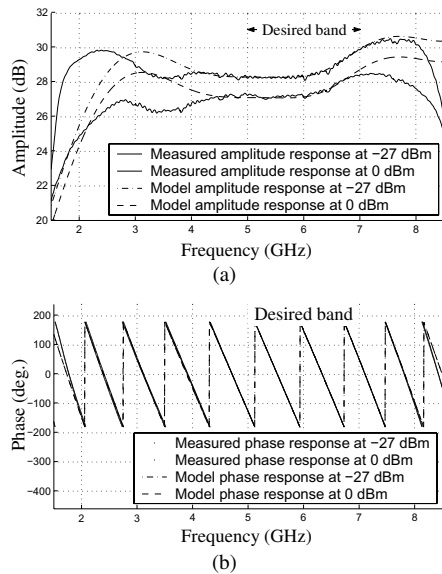 Desired band
32
30
28
26
24
22
20
Amplitude (dB)
Measured amplitude response at −27 dBm
Measured amplitude response at 0 dBm
Model amplitude response at −27 dBm
Model amplitude response at 0 dBm
2 3 4 5 6 7 8
Frequency (GHz)
(a)
Desired band
200
100
0
−100
−200
−300
−400
Phase (deg.)
Measured phase response at −27 dBm
Measured phase response at 0 dBm
Model phase response at −27 dBm
Model phase response at 0 dBm
2 3 4 5 6 7 8
Frequency (GHz)
(b)